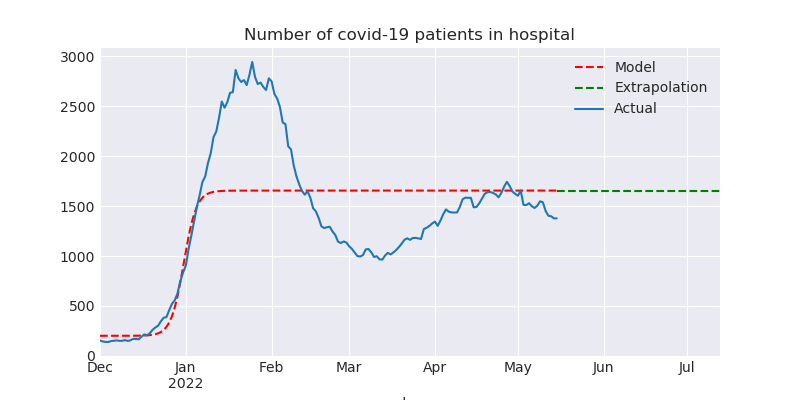 Number of covid-19 patients in hospital
3000
2500
2000
1500
1000
500
0
Model
Extrapolation
Actual
Dec
Jan
2022
Feb
Mar
Apr
May
Jun
Jul